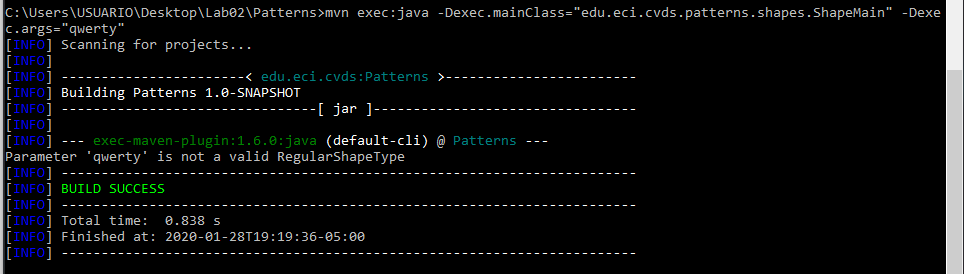 C:\Users\USUARIO\Desktop\Lab02\Patterns>mvn exec:java -Dexec.mainClass="edu.eci.cvds.patterns.shapes.ShapeMain" -Dexe
c.args="qwerty"
[INFO] Scanning for projects...
[INFO]
[INFO] -----------------------< edu.eci.cvds:Patterns >------------------------
[INFO] Building Patterns 1.0-SNAPSHOT
[INFO] --------------------------------[ jar ]---------------------------------
[INFO]
[INFO] --- exec-maven-plugin:1.6.0:java (default-cli) @ Patterns ---
Parameter 'qwerty' is not a valid RegularShapeType
[INFO] ------------------------------------------------------------------------
[INFO] BUILD SUCCESS
[INFO] ------------------------------------------------------------------------
[INFO] Total time:  0.838 s
[INFO] Finished at: 2020-01-28T19:19:36-05:00
[INFO] ------------------------------------------------------------------------